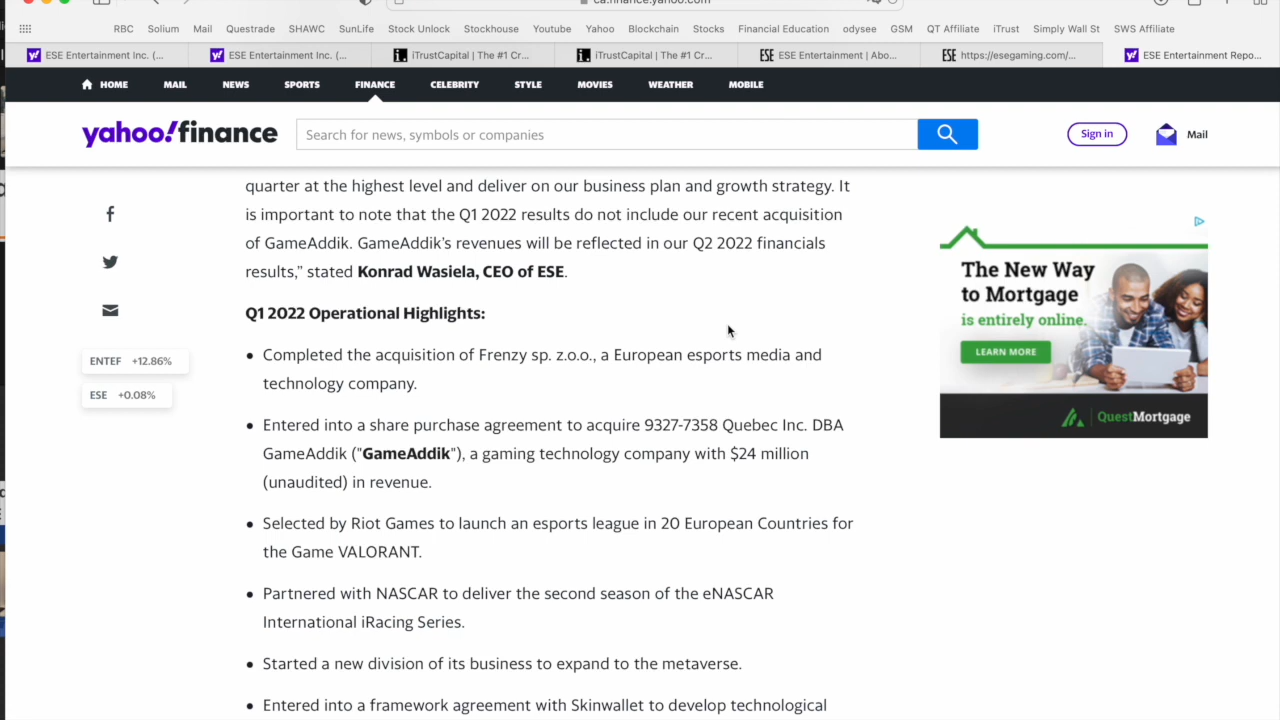 ca.finance.yahoo.com
RBC Solium Mail Questrade SHAWC SunLife Stock Unlock Stockhouse Youtube Yahoo Blockchain Stocks Financial Education odysee GSM QT Affiliate iTrust Simply Wall St SWS Affiliate
ESE Entertainment Inc. (... ESE Entertainment Inc. (... iTrustCapital | The #1 Cr... iTrustCapital | The #1 Cr... ESE ESE Entertainment | Abo... ESE https://esegaming.com/... ESE Entertainment Repo...
HOME MAIL NEWS SPORTS FINANCE CELEBRITY STYLE MOVIES WEATHER MOBILE
yahoo!finance Search for news, symbols or companies Sign in Mail
quarter at the highest level and deliver on our business plan and growth strategy. It
is important to note that the Q1 2022 results do not include our recent acquisition
of GameAddik. GameAddik's revenues will be reflected in our Q2 2022 financials
results,” stated Konrad Wasiela, CEO of ESE.
Q1 2022 Operational Highlights:
• Completed the acquisition of Frenzy sp. z.o.o., a European esports media and
technology company.
• Entered into a share purchase agreement to acquire 9327-7358 Quebec Inc. DBA
GameAddik ("GameAddik"), a gaming technology company with $24 million
(unaudited) in revenue.
• Selected by Riot Games to launch an esports league in 20 European Countries for
the Game VALORANT.
• Partnered with NASCAR to deliver the second season of the eNASCAR
International iRacing Series.
• Started a new division of its business to expand to the metaverse.
• Entered into a framework agreement with Skinwallet to develop technological
ENTEF +12.86%
ESE +0.08%
The New Way
to Mortgage
is entirely online.
LEARN MORE
QuestMortgage